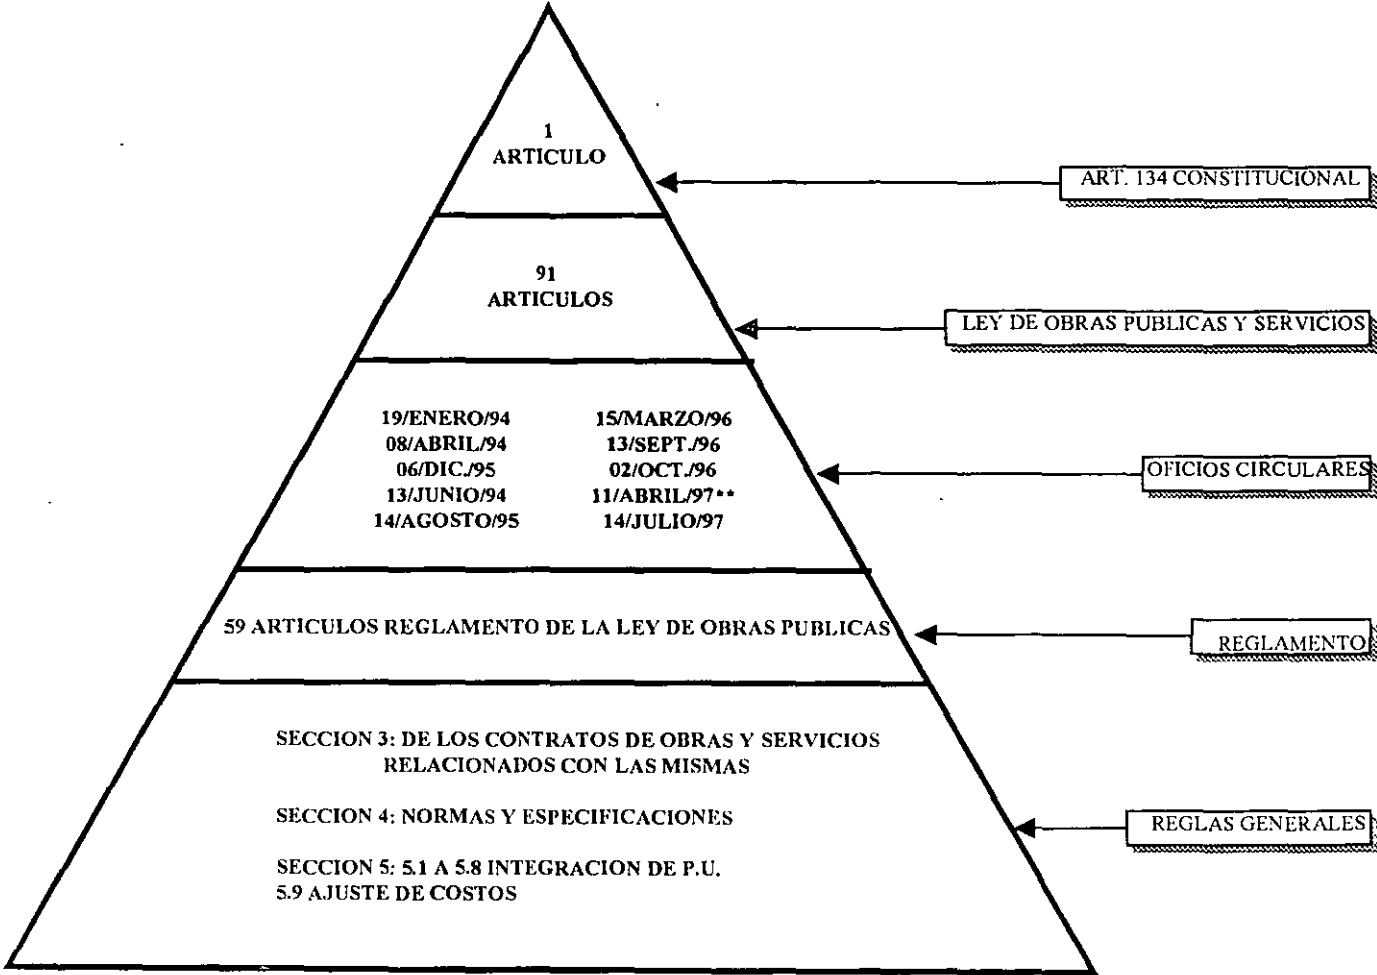 1
ARTICULO
ART. 134 CONSTITUCIONAL
91
ARTICULOS
LEY DE OBRAS PUBLICAS Y SERVICIOS
19/ENERO/94 15/MARZO/96
08/ABRIL/94 13/SEPT./96
06/DIC./95 02/OCT./96
13/JUNIO/94 11/ABRIL/97**
14/AGOSTO/95 14/JULIO/97
OFICIOS CIRCULARES
59 ARTICULOS REGLAMENTO DE LA LEY DE OBRAS PUBLICAS
REGLAMENTO
SECCION 3: DE LOS CONTRATOS DE OBRAS Y SERVICIOS
RELACIONADOS CON LAS MISMAS
SECCION 4: NORMAS Y ESPECIFICACIONES
SECCION 5: 5.1 A 5.8 INTEGRACION DE P.U.
5.9 AJUSTE DE COSTOS
REGLAS GENERALES